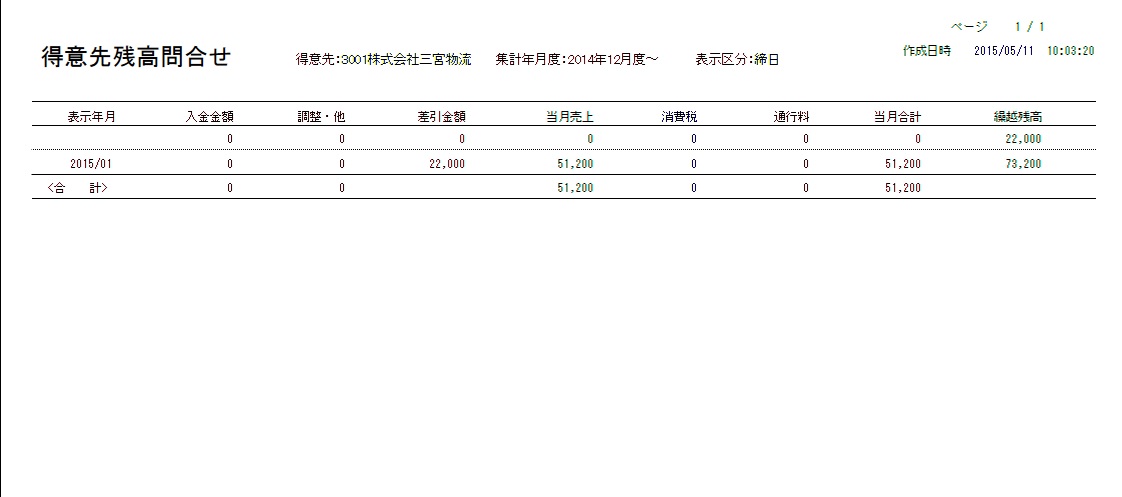 ページ 1 / 1
得意先残高問合せ 得意先:3001株式会社三宮物流 集計年月度:2014年12月度～ 表示区分:締日 作成日時 2015/05/11 10:03:20
表示年月 入金金額 調整・他 差引金額 当月売上 消費税 通行料 当月合計 繰越残高
0 0 0 0 0 0 0 22,000
2015/01 0 0 22,000 51,200 0 0 51,200 73,200
<合　計> 0 0 51,200 0 0 51,200